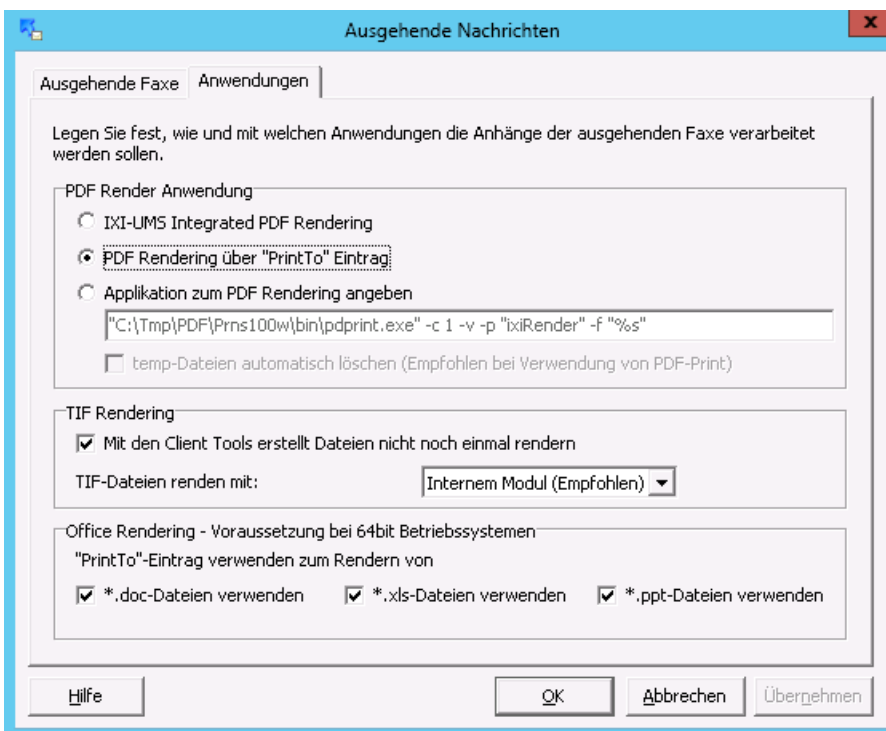 Ausgehende Nachrichten
x
Ausgehende Faxe
Anwendungen
Legen Sie fest, wie und mit welchen Anwendungen die Anhänge der ausgehenden Faxe verarbeitet
werden sollen.
PDF Render Anwendung
IXI-UMS Integrated PDF Rendering
PDF Rendering über "PrintTo" Eintrag
Applikation zum PDF Rendering angeben
"C:\Tmp\PDF\Prns100w\bin\pdprint.exe" -c 1 -v -p "ixiRender" -f "%s"
temp-Dateien automatisch löschen (Empfohlen bei Verwendung von PDF-Print)
TIF Rendering
Mit den Client Tools erstellt Dateien nicht noch einmal rendern
TIF-Dateien renden mit:
Internem Modul (Empfohlen)
Office Rendering - Voraussetzung bei 64bit Betriebssystemen
"PrintTo"-Eintrag verwenden zum Rendern von
*.doc-Dateien verwenden
*.xls-Dateien verwenden
*.ppt-Dateien verwenden
Hilfe
OK
Abbrechen
Übernehmen